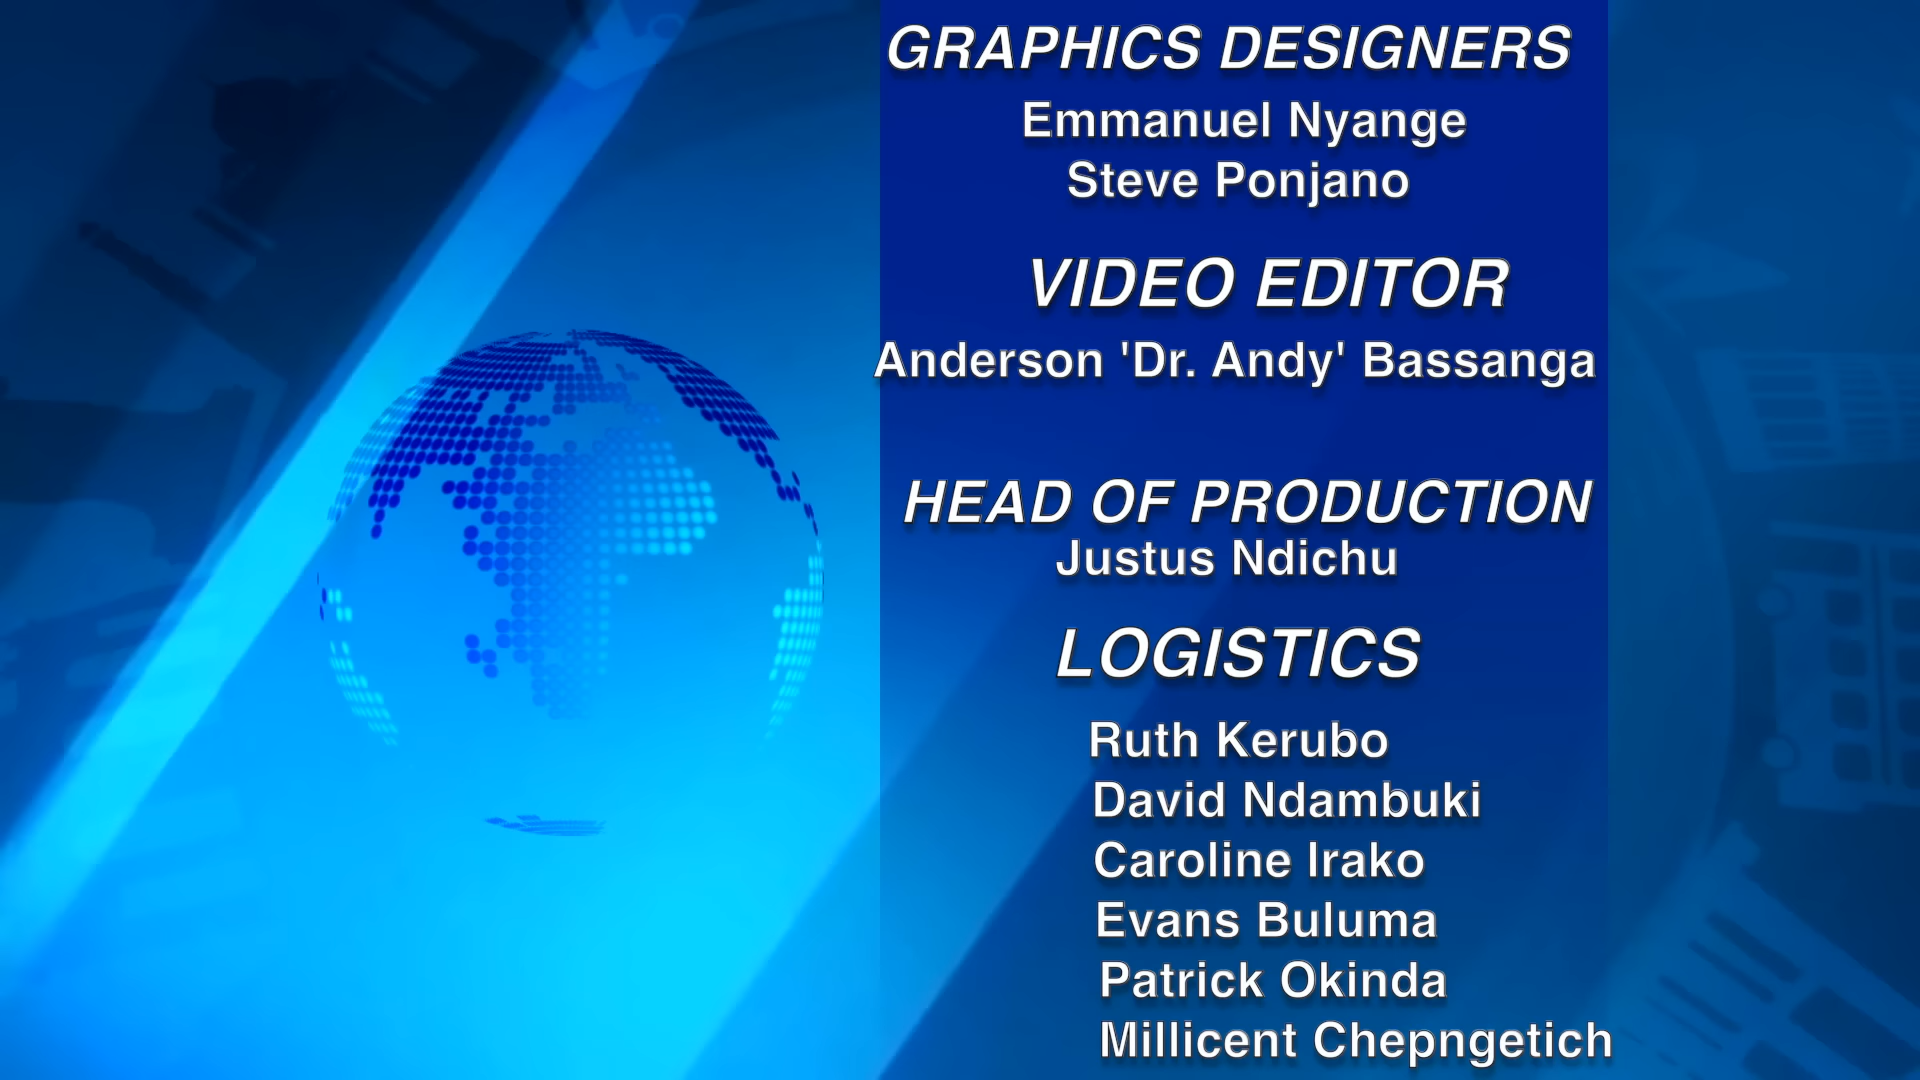 GRAPHICS DESIGNERS
Emmanuel Nyange
Steve Ponjano
VIDEO EDITOR
Anderson 'Dr. Andy' Bassanga
HEAD OF PRODUCTION
Justus Ndichu
LOGISTICS
Ruth Kerubo
David Ndambuki
Caroline Irako
Evans Buluma
Patrick Okinda
Millicent Chepngetich